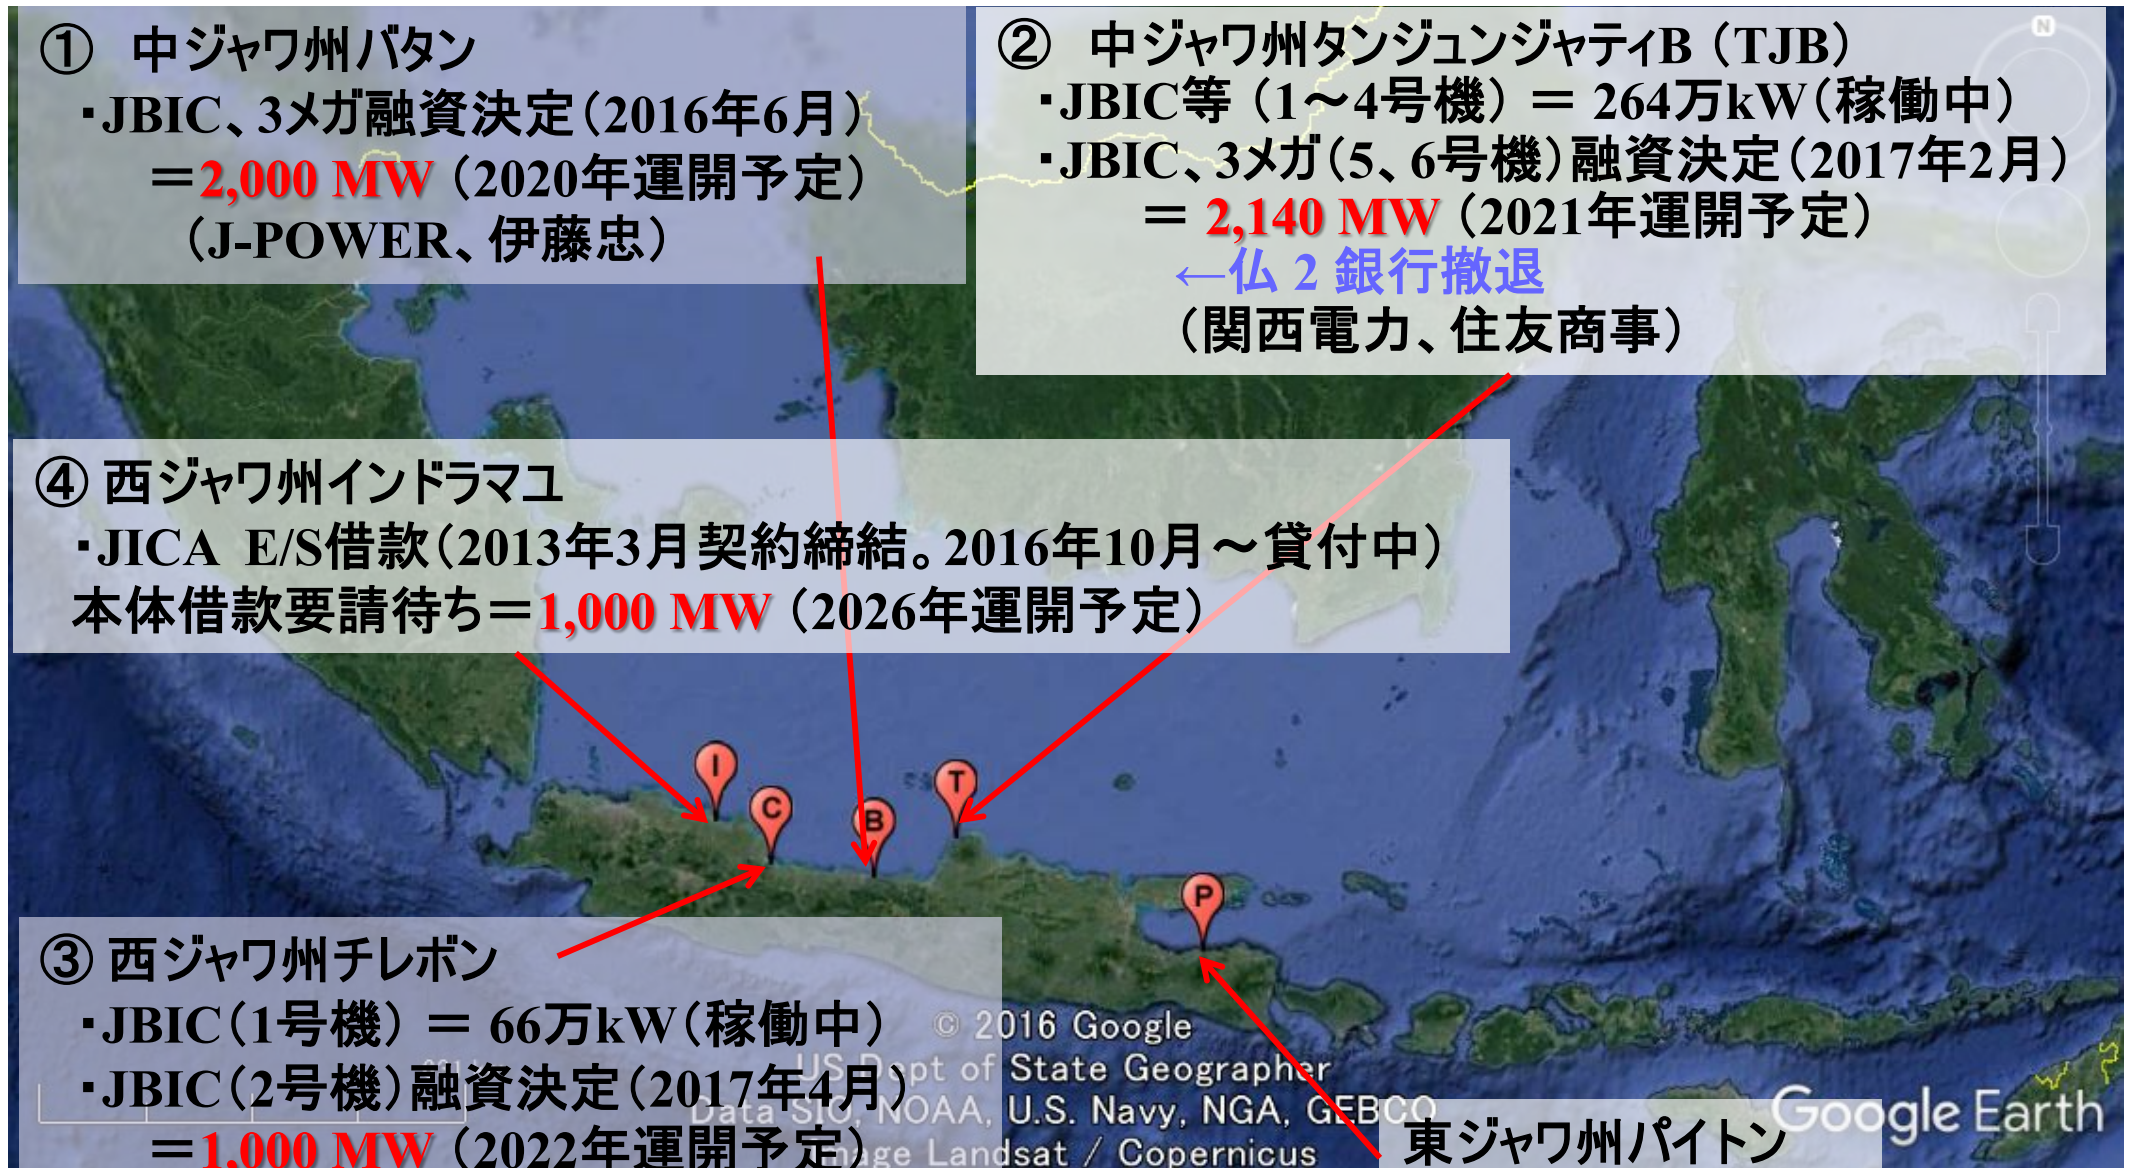 ① 中ジャワ州バタン
・JBIC、3メガ融資決定（2016年6月）
＝2,000 MW（2020年運開予定）
（J-POWER、伊藤忠）
② 中ジャワ州タンジュンジャティB（TJB）
・JBIC等（1～4号機）＝ 264万kW（稼働中）
・JBIC、3メガ（5、6号機）融資決定（2017年2月）
＝ 2,140 MW（2021年運開予定）
←仏 2 銀行撤退
（関西電力、住友商事）
N
④ 西ジャワ州インドラマユ
・JICA E/S借款（2013年3月契約締結。2016年10月～貸付中）
本体借款要請待ち＝1,000 MW（2026年運開予定）
I
C
B
T
P
③ 西ジャワ州チレボン
・JBIC（1号機）＝ 66万kW（稼働中）
・JBIC（2号機）融資決定（2017年4月）
＝1,000 MW（2022年運開予定）
© 2016 Google
US Dept of State Geographer
Data SIO, NOAA, U.S. Navy, NGA, GEBCO
Image Landsat / Copernicus
Google Earth
東ジャワ州パイトン